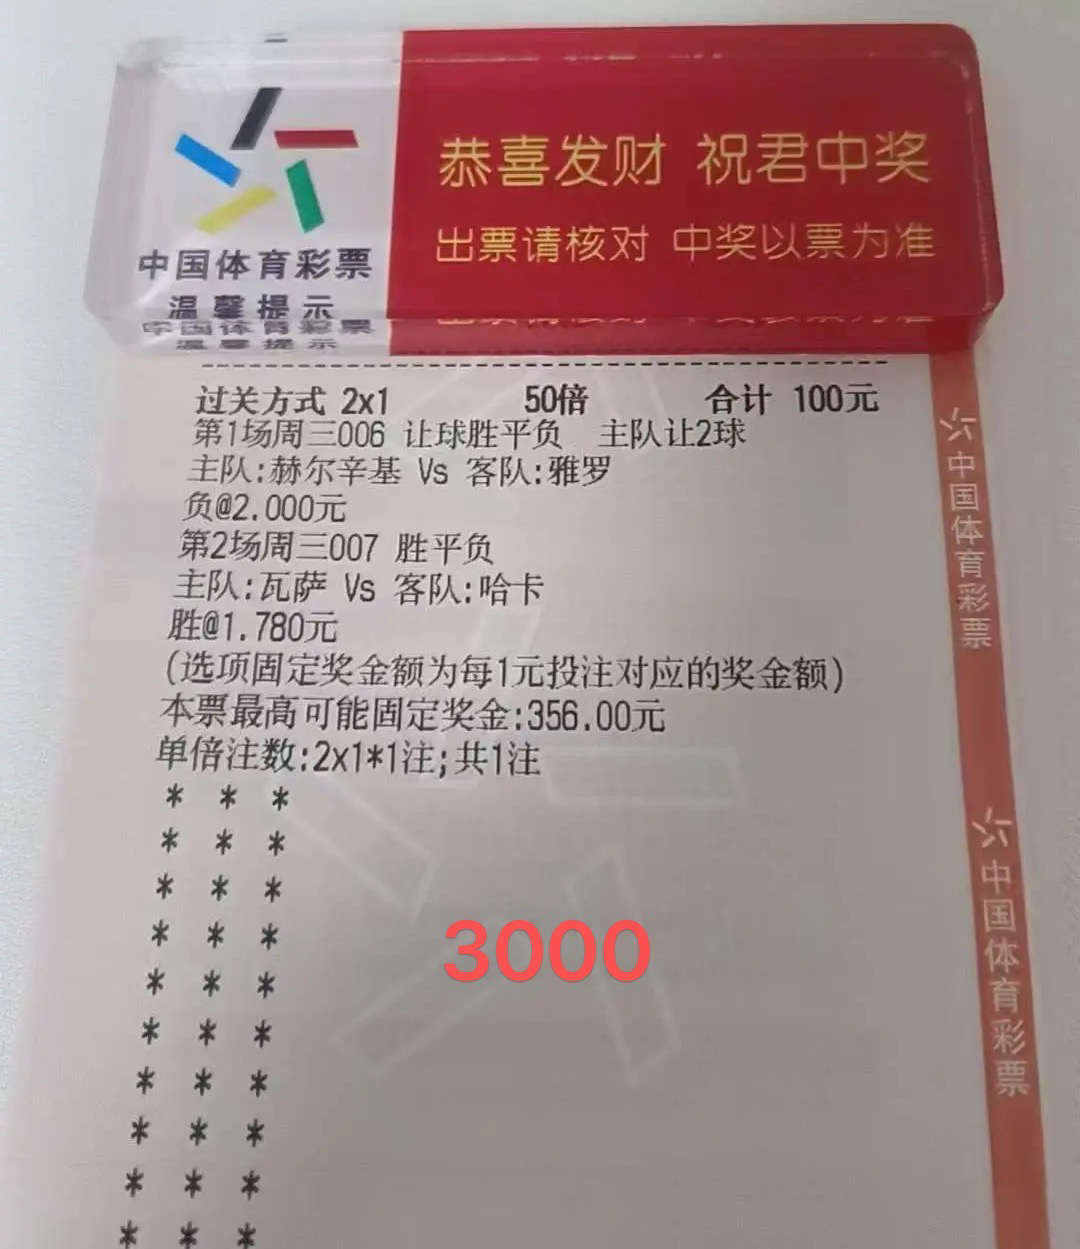 恭喜发财 祝君中奖
出票请核对 中奖以票为准
中国体育彩票
温馨提示
过关方式 2x1 50倍 合计 100元
第1场周三006 让球胜平负 主队让2球
主队:赫尔辛基 Vs 客队:雅罗
负@2.000元
第2场周三007 胜平负
主队:瓦萨 Vs 客队:哈卡
胜@1.780元
(选项固定奖金额为每1元投注对应的奖金额)
本票最高可能固定奖金:356.00元
单倍注数:2x1*1注;共1注
* * *
* * *
* * *
* * *
* * *
* * *
* * *
* * *
* * *
* * *
3000
中国体育彩票
中国体育彩票